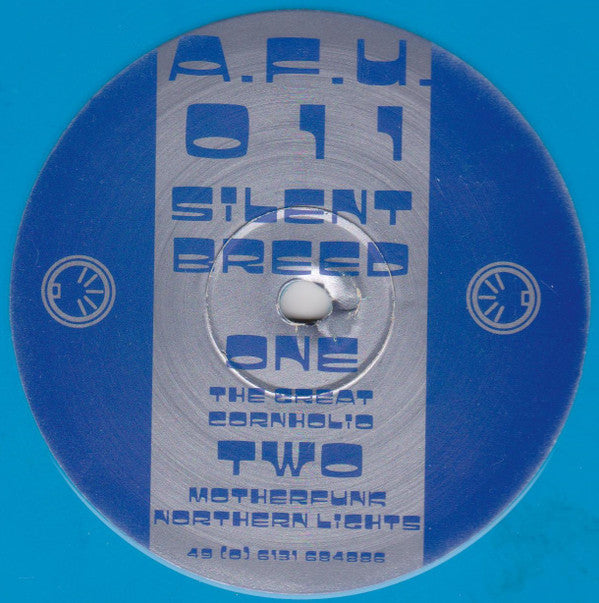 A.F.U.
011
SiLENT
BREED
ONE
THE GREAT
CORNHOLiO
TWO
MOTHERFUNK
NORTHERN LiGHTS
49 (0) 6131 684886